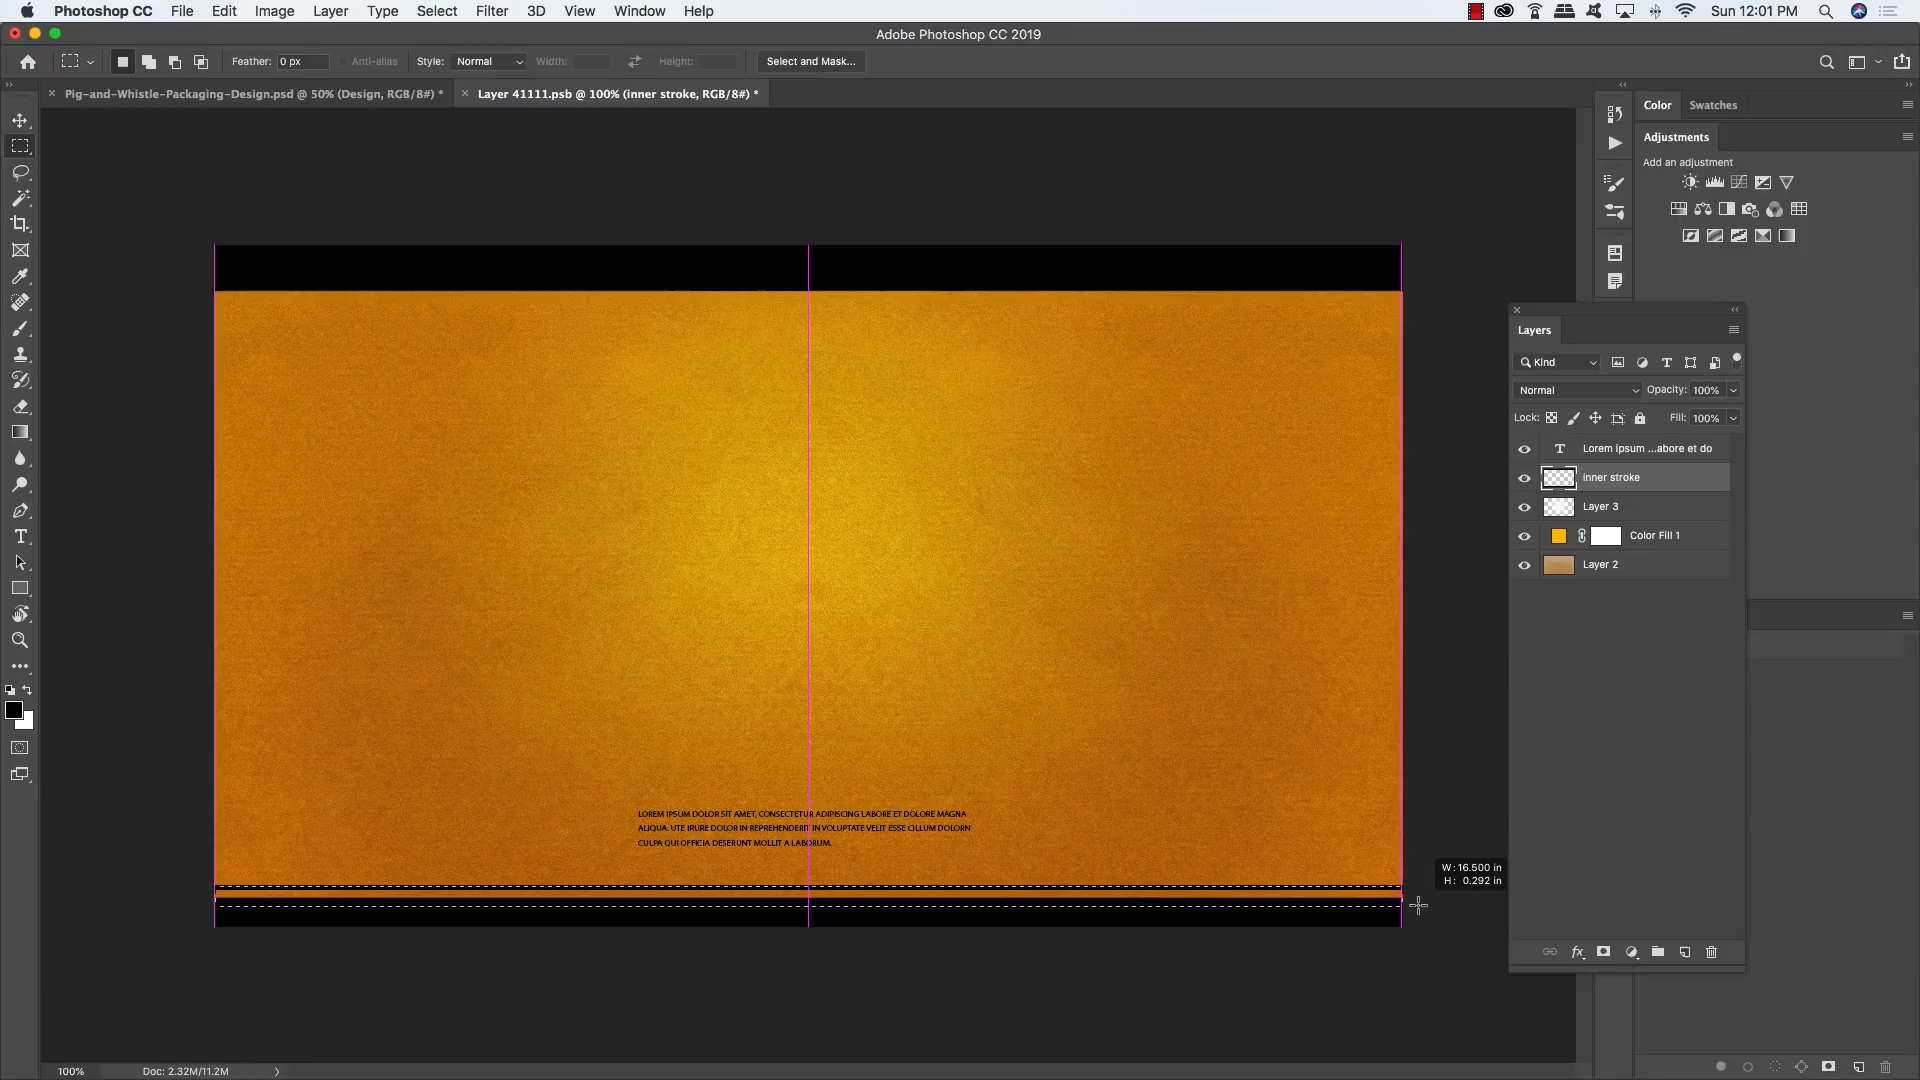 Photoshop CC File Edit Image Layer Type Select Filter 3D View Window Help Sun 12:01 PM
Adobe Photoshop CC 2019
Feather: 0 px Anti-alias Style: Normal Width: Height: Select and Mask...
Pig-and-Whistle-Packaging-Design.psd @ 50% (Design, RGB/8#) * Layer 41111.psb @ 100% (inner stroke, RGB/8#) *
Color Swatches
Adjustments
Add an adjustment
Layers
Kind
Normal Opacity: 100%
Lock: Fill: 100%
T Lorem ipsum ...abore et do
inner stroke
Layer 3
Color Fill 1
Layer 2
LOREM IPSUM DOLOR SIT AMET, CONSECTETUR ADIPISCING LABORE ET DOLORE MAGNA
ALIQUA. UTE IRURE DOLOR IN REPREHENDERIT IN VOLUPTATE VELIT ESSE CILLUM DOLORN
CULPA QUI OFFICIA DESERUNT MOLLIT A LABORUM.
W: 16.500 in
H: 0.292 in
fx
100% Doc: 2.32M/11.2M